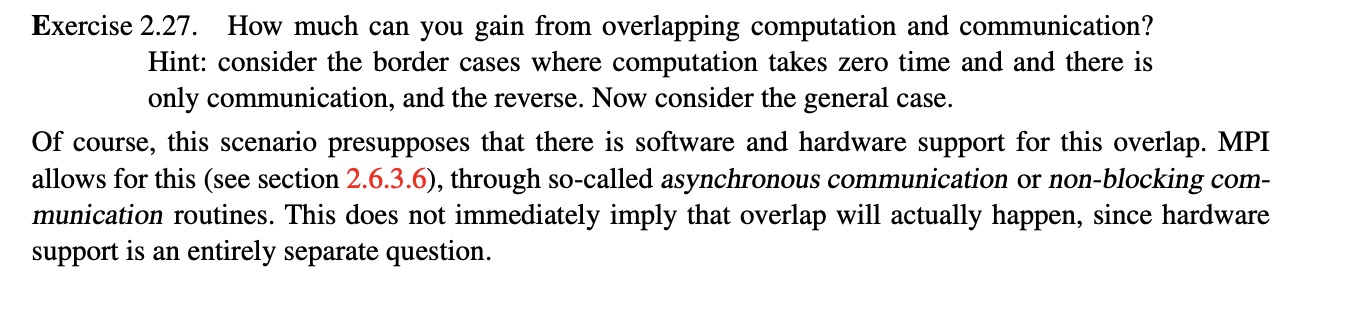 Exercise 2.27. How much can you gain from overlapping computation and communication?
Hint: consider the border cases where computation takes zero time and and there is
only communication, and the reverse. Now consider the general case.
Of course, this scenario presupposes that there is software and hardware support for this overlap. MPI
allows for this (see section 2.6.3.6), through so-called asynchronous communication or non-blocking com-
munication routines. This does not immediately imply that overlap will actually happen, since hardware
support is an entirely separate question.